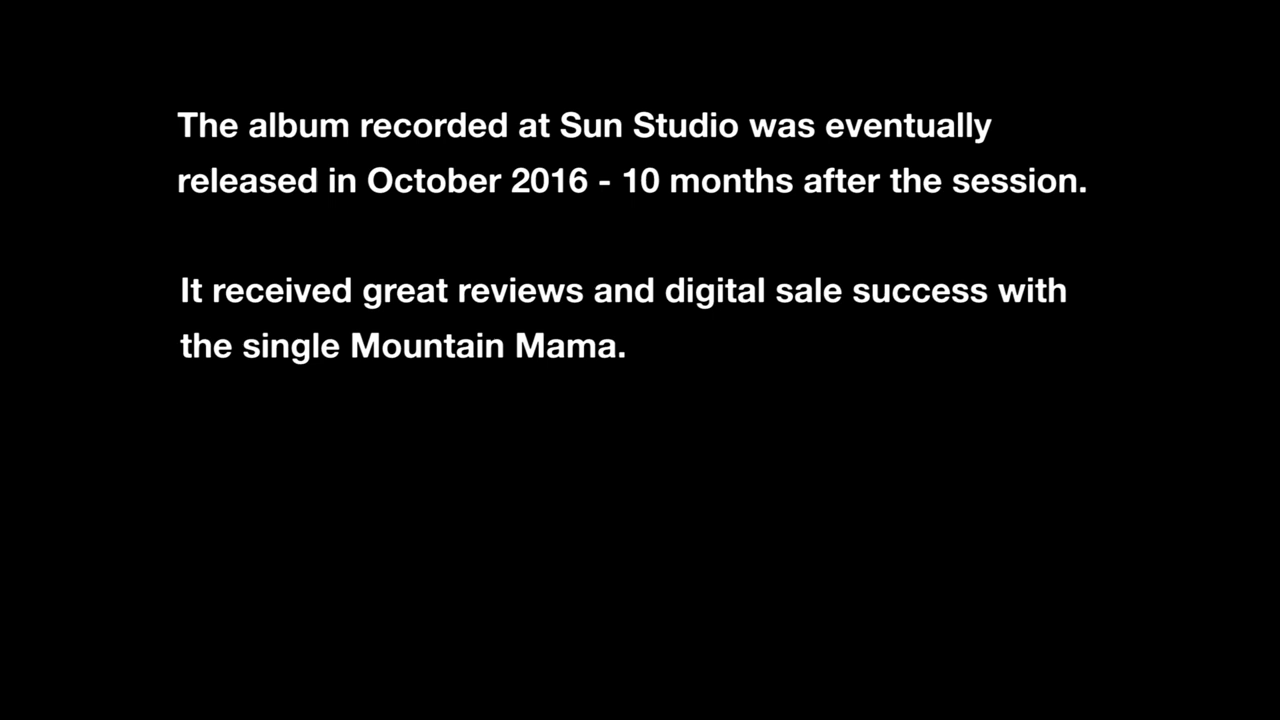 The album recorded at Sun Studio was eventually
released in October 2016 - 10 months after the session.
It received great reviews and digital sale success with
the single Mountain Mama.